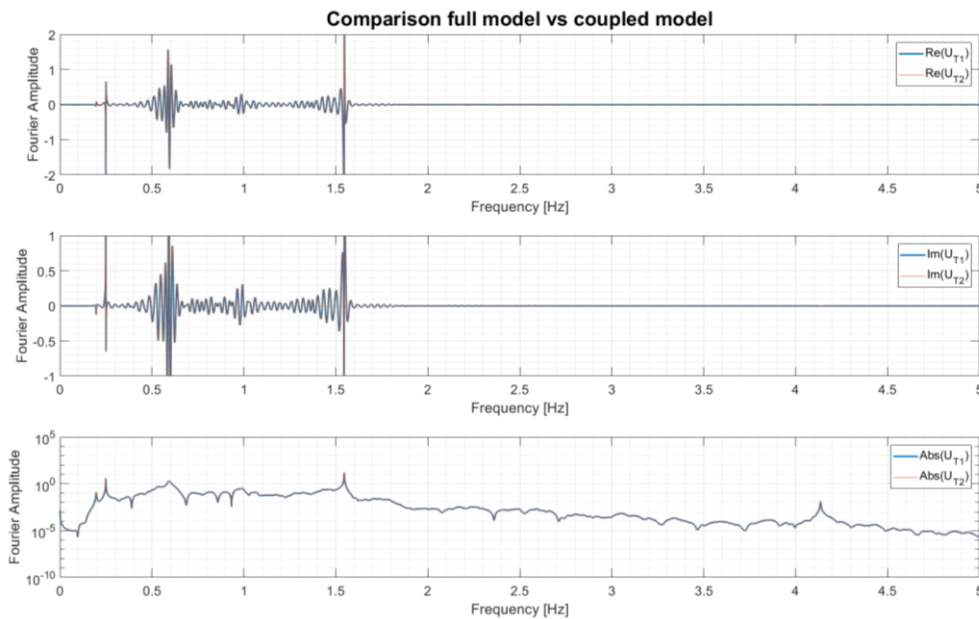 Comparison full model vs coupled model
Fourier Amplitude
2
1
0
-1
-2
Re(U_T1)
Re(U_T2)
0 0.5 1 1.5 2 2.5 3 3.5 4 4.5 5
Frequency [Hz]
Fourier Amplitude
1
0.5
0
-0.5
-1
Im(U_T1)
Im(U_T2)
0 0.5 1 1.5 2 2.5 3 3.5 4 4.5 5
Frequency [Hz]
Fourier Amplitude
10^5
10^0
10^-5
10^-10
Abs(U_T1)
Abs(U_T2)
0 0.5 1 1.5 2 2.5 3 3.5 4 4.5 5
Frequency [Hz]